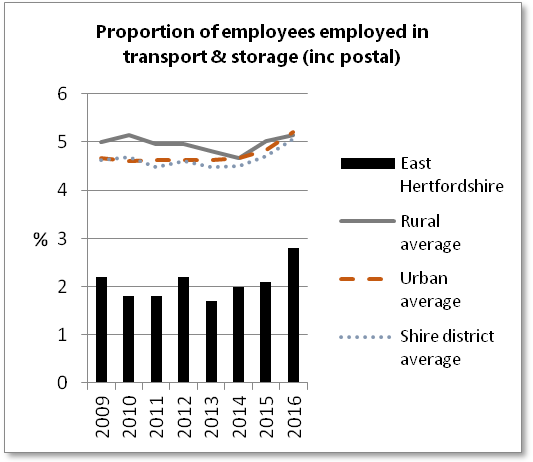 Proportion of employees employed in
transport & storage (inc postal)
6
5
4
3
2
1
0
%
2009
2010
2011
2012
2013
2014
2015
2016
East
Hertfordshire
Rural
average
Urban
average
Shire district
average